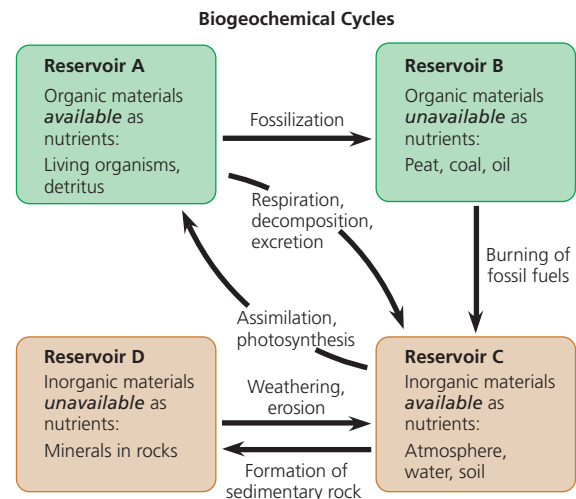 Biogeochemical Cycles
Reservoir A
Organic materials
available as
nutrients:
Living organisms,
detritus
Fossilization
Reservoir B
Organic materials
unavailable as
nutrients:
Peat, coal, oil
Respiration,
decomposition,
excretion
Burning of
fossil fuels
Assimilation,
photosynthesis
Reservoir D
Inorganic materials
unavailable as
nutrients:
Minerals in rocks
Weathering,
erosion
Formation of
sedimentary rock
Reservoir C
Inorganic materials
available as
nutrients:
Atmosphere,
water, soil